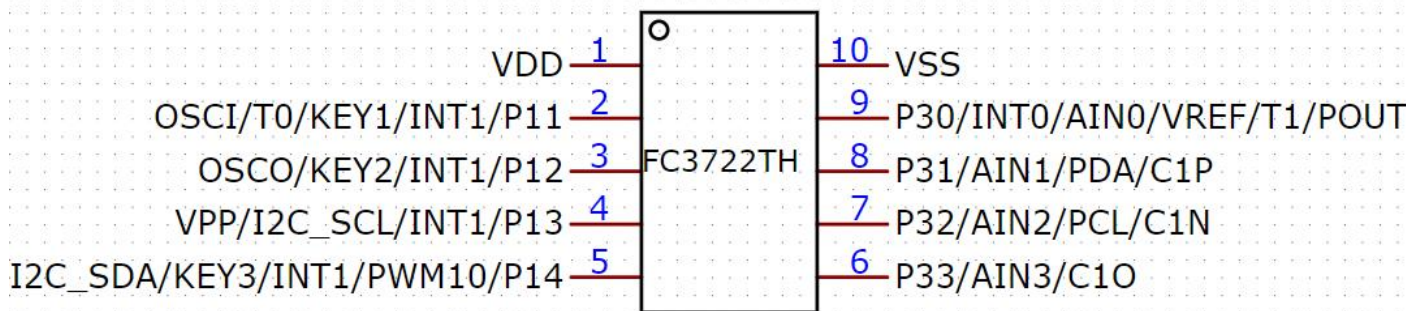 VDD 1 10 VSS
OSCI/T0/KEY1/INT1/P11 2 9 P30/INT0/AIN0/VREF/T1/POUT
OSCO/KEY2/INT1/P12 3 FC3722TH 8 P31/AIN1/PDA/C1P
VPP/I2C_SCL/INT1/P13 4 7 P32/AIN2/PCL/C1N
I2C_SDA/KEY3/INT1/PWM10/P14 5 6 P33/AIN3/C1O